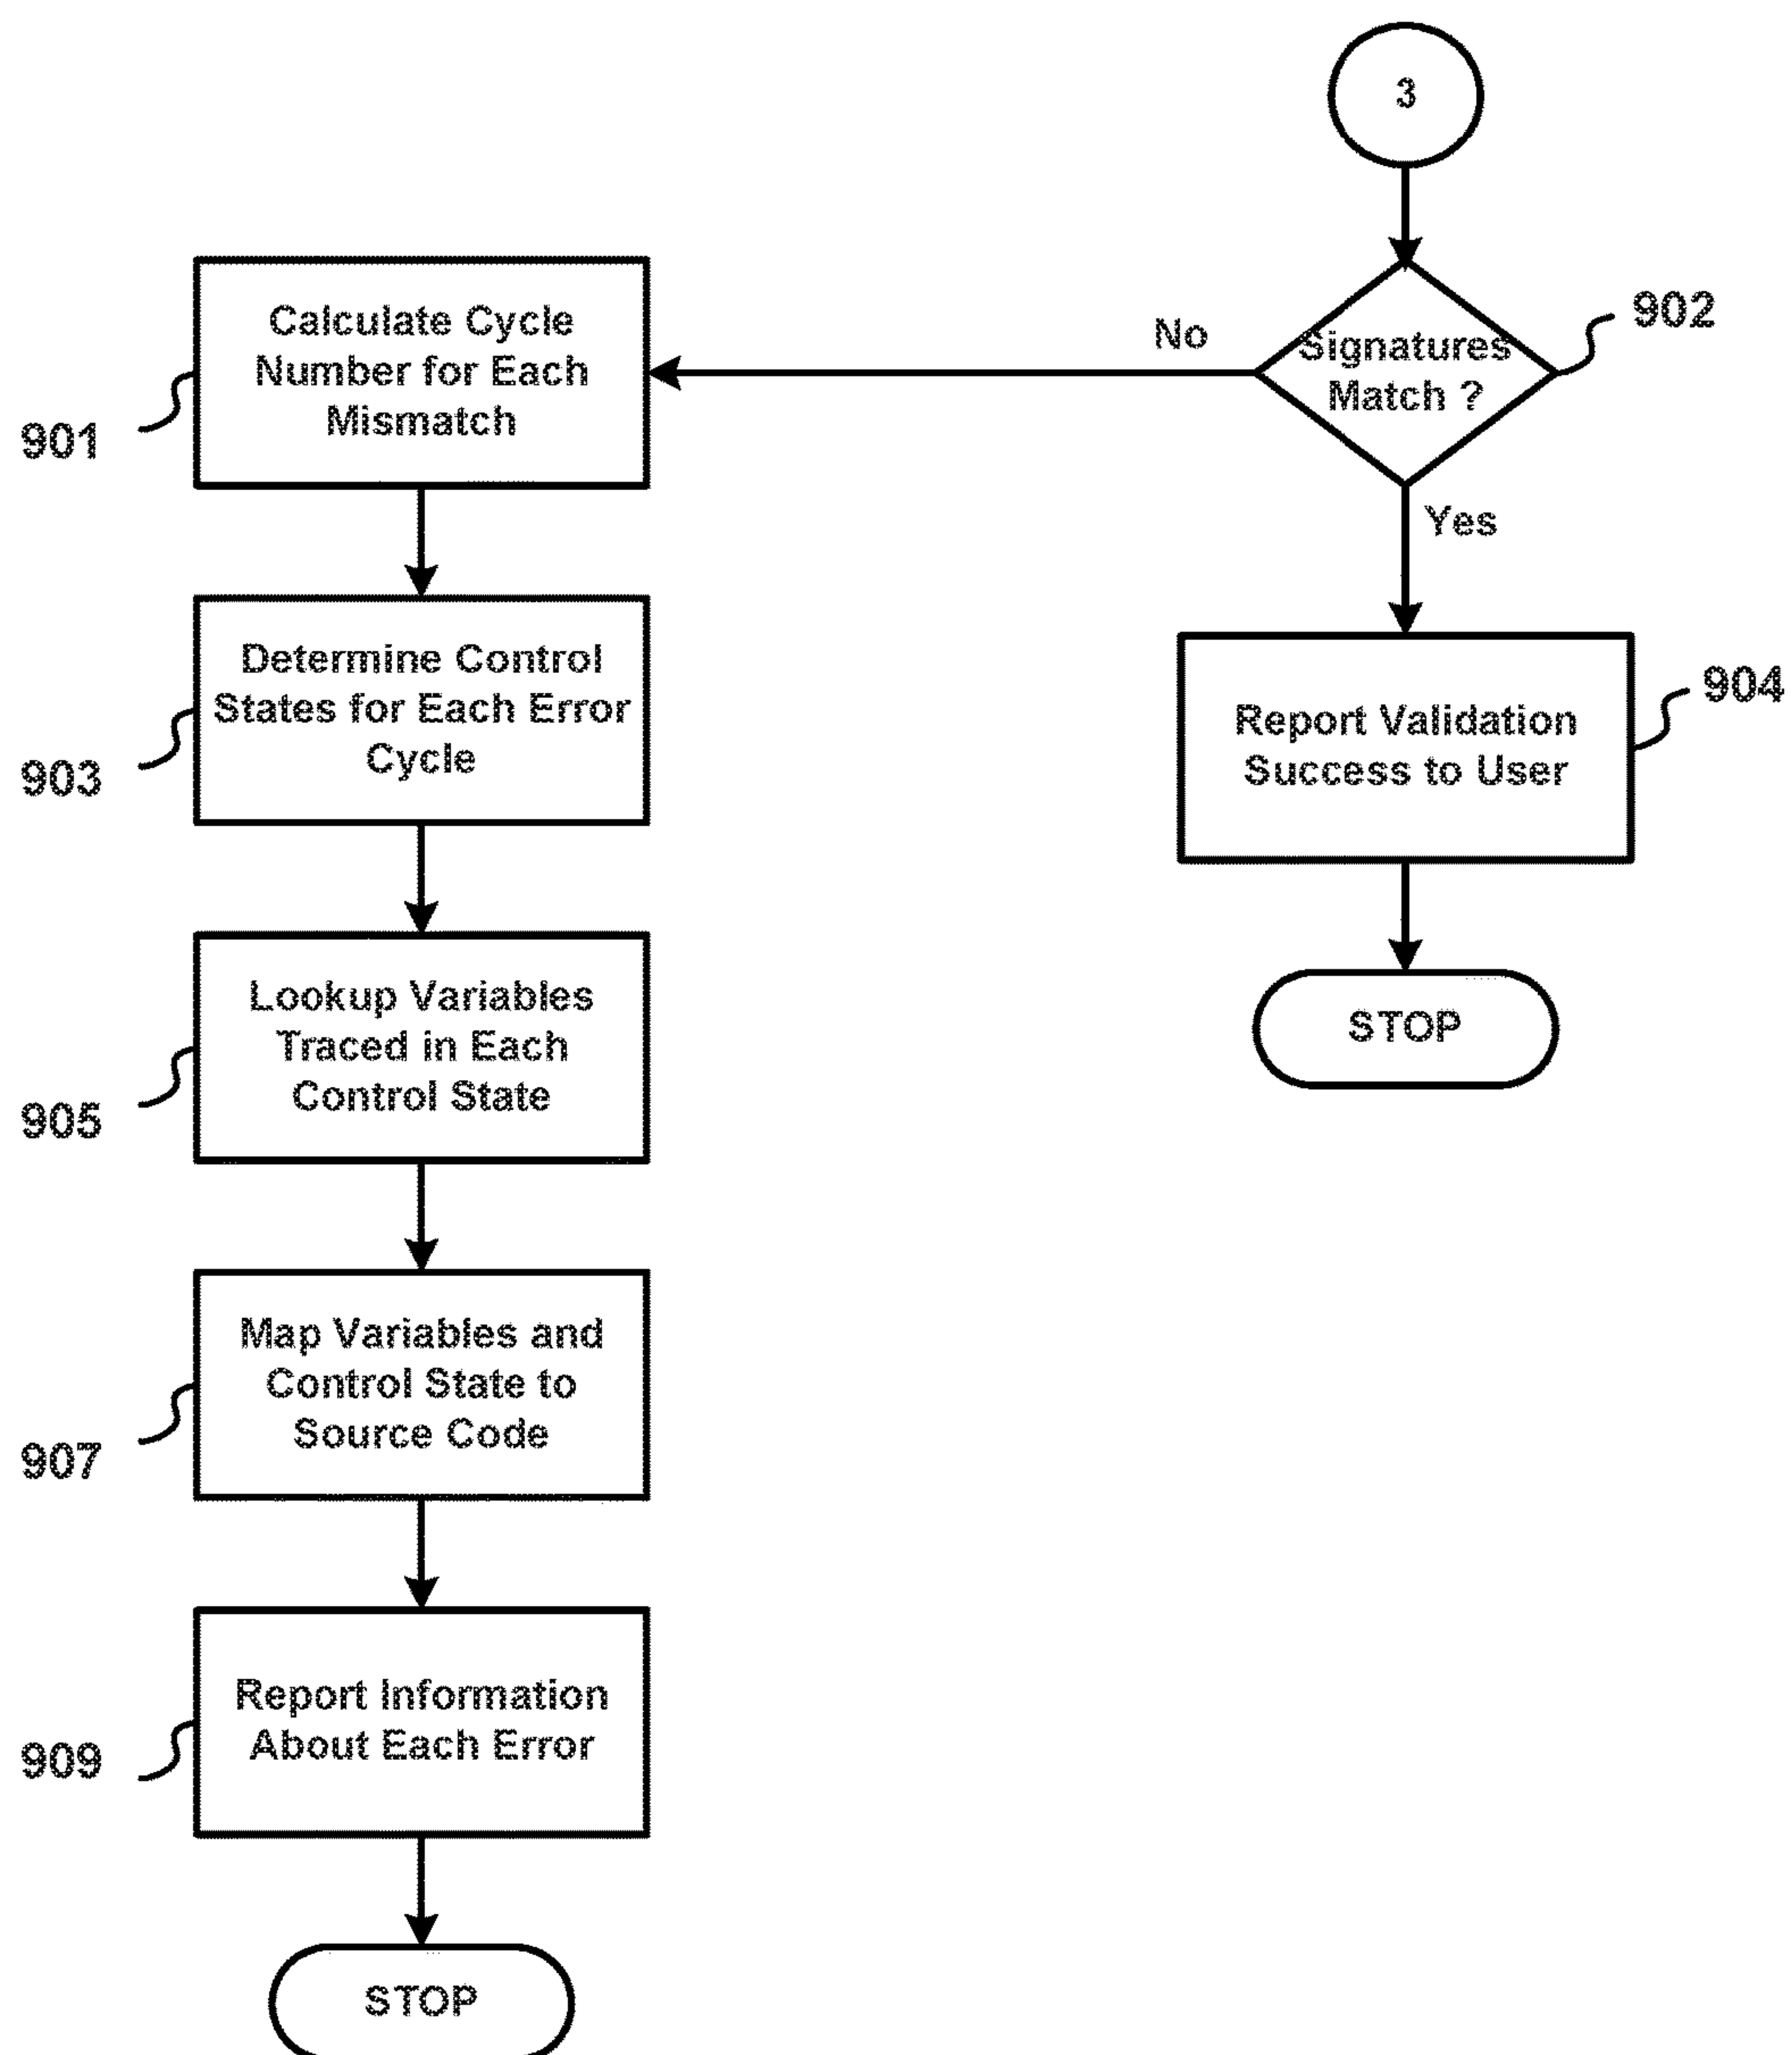 3
Signatures
Match ?
902
No
Yes
Calculate Cycle
Number for Each
Mismatch
901
Determine Control
States for Each Error
Cycle
903
Lookup Variables
Traced in Each
Control State
905
Map Variables and
Control State to
Source Code
907
Report Information
About Each Error
909
STOP
Report Validation
Success to User
904
STOP